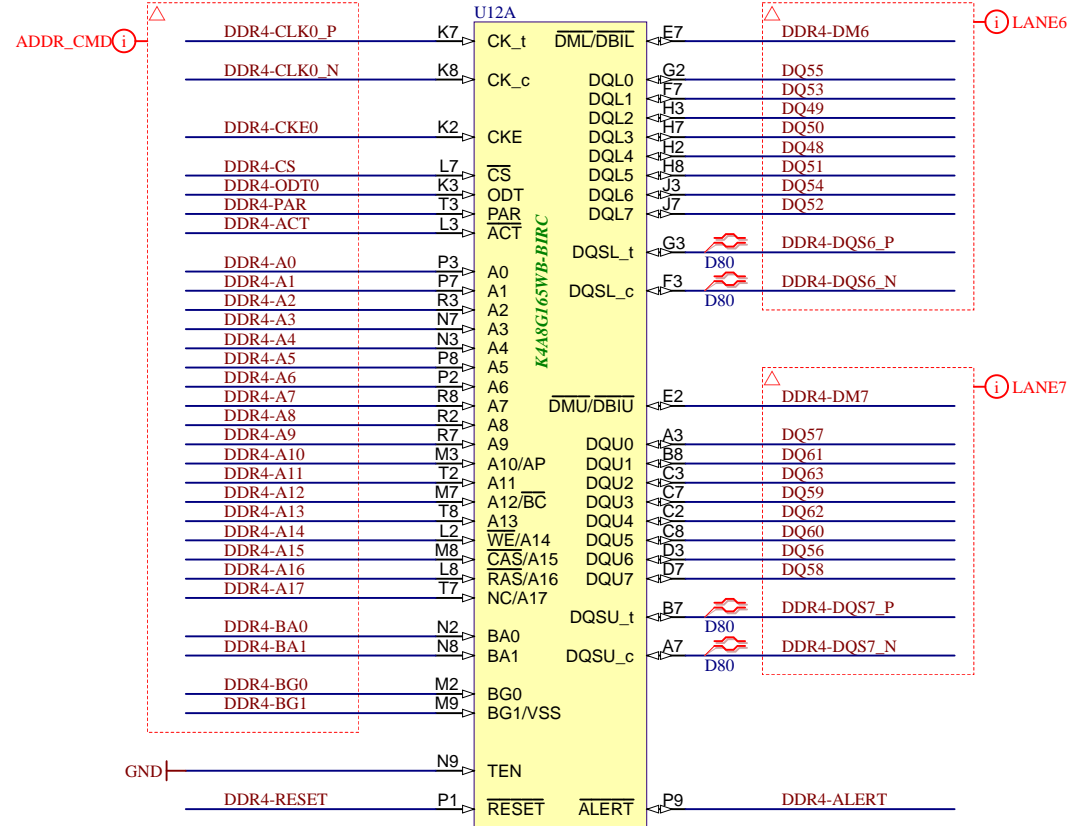 U12A
ADDR_CMD i
LANE6 i
DDR4-CLK0_P K7 CK_t DML/DBIL E7 DDR4-DM6
DDR4-CLK0_N K8 CK_c DQL0 G2 DQ55
DQL1 F7 DQ53
DQL2 H3 DQ49
DDR4-CKE0 K2 CKE DQL3 H7 DQ50
DQL4 H2 DQ48
DDR4-CS L7 CS DQL5 H8 DQ51
DDR4-ODT0 K3 ODT DQL6 J3 DQ54
DDR4-PAR T3 PAR DQL7 J7 DQ52
DDR4-ACT L3 ACT
DQSL_t G3 D80 DDR4-DQS6_P
DDR4-A0 P3 A0
DDR4-A1 P7 A1 DQSL_c F3 D80 DDR4-DQS6_N
DDR4-A2 R3 A2
DDR4-A3 N7 A3
DDR4-A4 N3 A4
K4A8G165WB-BIRC
DDR4-A5 P8 A5
DDR4-A6 P2 A6
LANE7 i
DDR4-A7 R8 A7 DMU/DBIU E2 DDR4-DM7
DDR4-A8 R2 A8
DDR4-A9 R7 A9 DQU0 A3 DQ57
DDR4-A10 M3 A10/AP DQU1 B8 DQ61
DDR4-A11 T2 A11 DQU2 C3 DQ63
DDR4-A12 M7 A12/BC DQU3 C7 DQ59
DDR4-A13 T8 A13 DQU4 C2 DQ62
DDR4-A14 L2 WE/A14 DQU5 C8 DQ60
DDR4-A15 M8 CAS/A15 DQU6 D3 DQ56
DDR4-A16 L8 RAS/A16 DQU7 D7 DQ58
DDR4-A17 T7 NC/A17
DQSU_t B7 D80 DDR4-DQS7_P
DDR4-BA0 N2 BA0
DDR4-BA1 N8 BA1 DQSU_c A7 D80 DDR4-DQS7_N
DDR4-BG0 M2 BG0
DDR4-BG1 M9 BG1/VSS
GND N9 TEN
DDR4-RESET P1 RESET ALERT P9 DDR4-ALERT